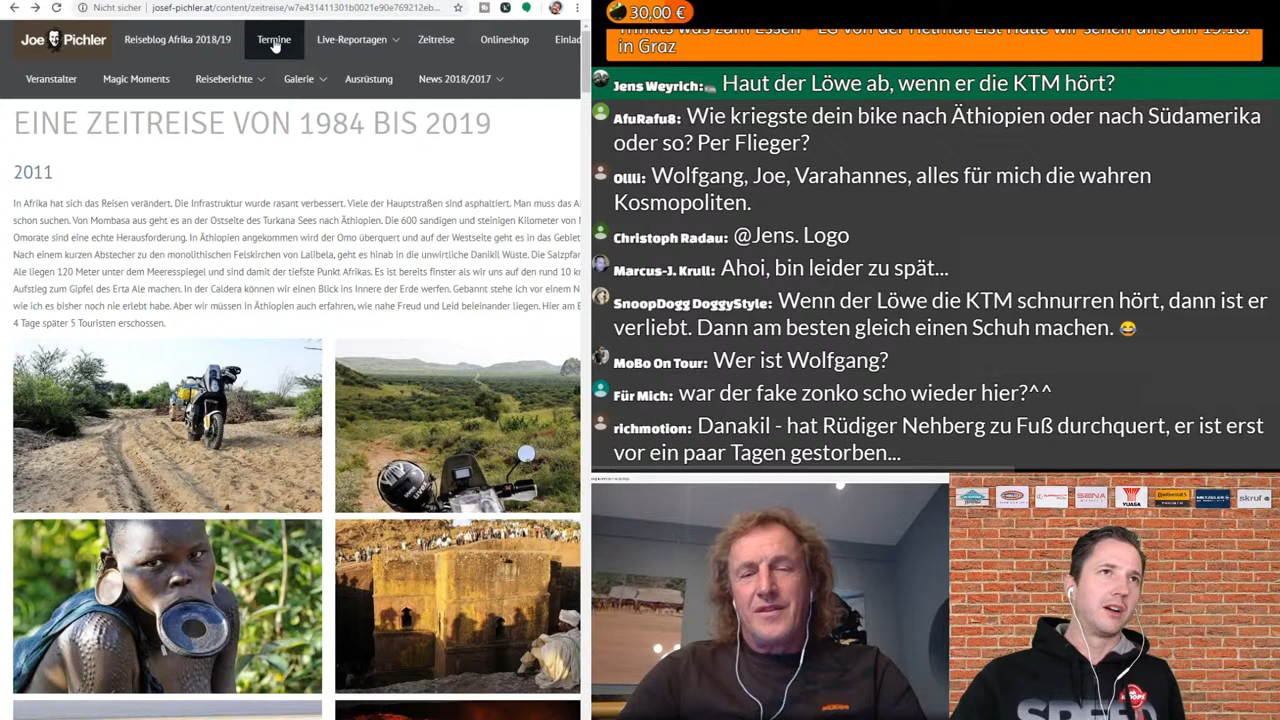 Nicht sicher | josef-pichler.at/content/zeitreise/w7e431411301b0021e90e769212eb...
Joe Pichler
Reiseblog Afrika 2018/19
Termine
Live-Reportagen
Zeitreise
Onlineshop
Einlad
Veranstalter
Magic Moments
Reiseberichte
Galerie
Ausrüstung
News 2018/2017
EINE ZEITREISE VON 1984 BIS 2019
2011
In Afrika hat sich das Reisen verändert. Die Infrastruktur wurde rasant verbessert. Viele der Hauptstraßen sind asphaltiert. Man muss das A
schon suchen. Von Mombasa aus geht es an der Ostseite des Turkana Sees nach Äthiopien. Die 600 sandigen und steinigen Kilometer von
Omorate sind eine echte Herausforderung. In Äthiopien angekommen wird der Omo überquert und auf der Westseite geht es in das Gebiet
Nach einem kurzen Abstecher zu den monolithischen Felskirchen von Lalibela, geht es hinab in die unwirtliche Danikil Wüste. Die Salzpfan
Ale liegen 120 Meter unter dem Meeresspiegel und sind damit der tiefste Punkt Afrikas. Es ist bereits finster als wir uns auf den rund 10 k
Aufstieg zum Gipfel des Erta Ale machen. In der Caldera können wir einen Blick ins Innere der Erde werfen. Gebannt stehe ich vor einem
wie ich es bisher noch nie erlebt habe. Aber wir müssen in Äthiopien auch erfahren, wie nahe Freud und Leid beieinander liegen. Hier am
4 Tage später 5 Touristen erschossen.
30,00 €
in Graz
Jens Weyrich: Haut der Löwe ab, wenn er die KTM hört?
AfuRafu8: Wie kriegste dein bike nach Äthiopien oder nach Südamerika
oder so? Per Flieger?
Ollli: Wolfgang, Joe, Varahannes, alles für mich die wahren
Kosmopoliten.
Christoph Radau: @Jens. Logo
Marcus-J. Krull: Ahoi, bin leider zu spät...
SnoopDogg DoggyStyle: Wenn der Löwe die KTM schnurren hört, dann ist er
verliebt. Dann am besten gleich einen Schuh machen. 😂
MoBo On Tour: Wer ist Wolfgang?
Für Mich: war der fake zonko scho wieder hier?^^
richmotion: Danakil - hat Rüdiger Nehberg zu Fuß durchquert, er ist erst
vor ein paar Tagen gestorben...
SENA
YUASA
Continental
METZELER
skruf
SPEED